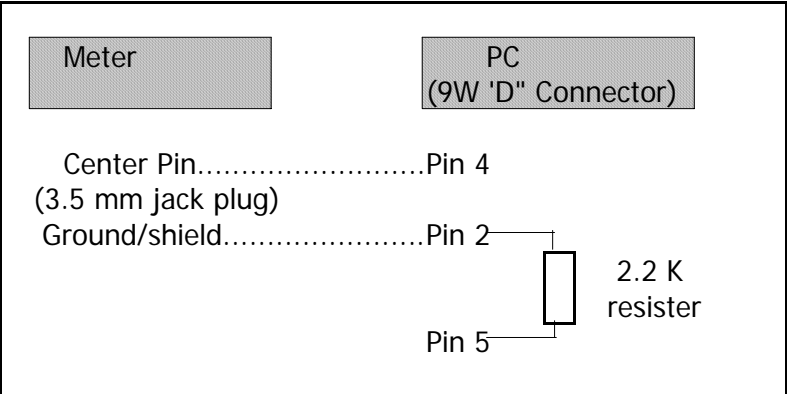 Meter PC
(9W 'D" Connector)
Center Pin..........................Pin 4
(3.5 mm jack plug)
Ground/shield.......................Pin 2
2.2 K
resister
Pin 5